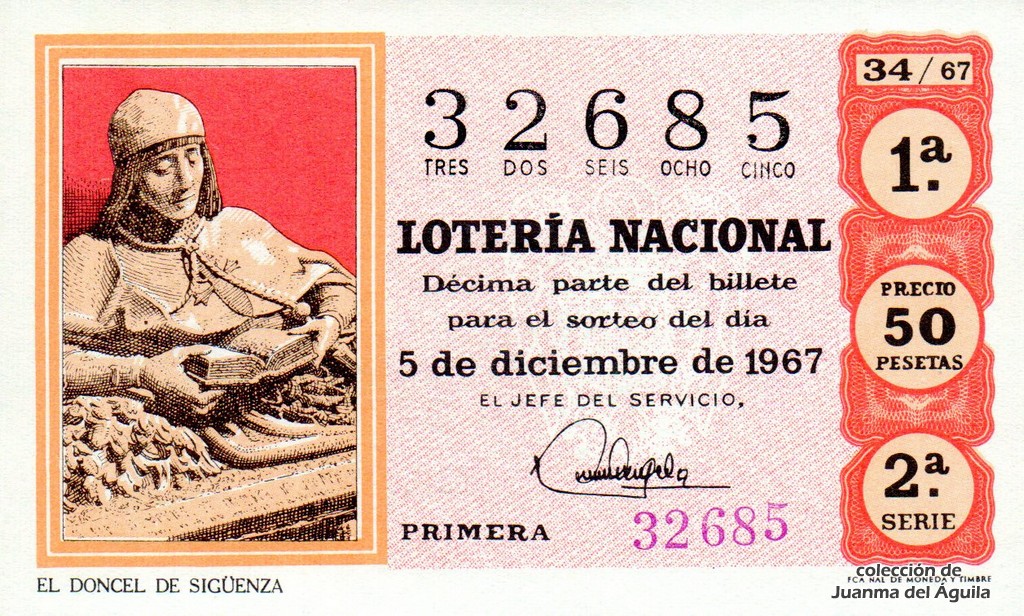 34 / 67
3 2 6 8 5
TRES DOS SEIS OCHO CINCO
1ª.
LOTERÍA NACIONAL
Décima parte del billete
para el sorteo del día
5 de diciembre de 1967
PRECIO
50
PESETAS
EL JEFE DEL SERVICIO,
2ª.
SERIE
PRIMERA
32685
EL DONCEL DE SIGÜENZA
colección de
FCA NAL DE MONEDA Y TIMBRE
Juanma del Águila